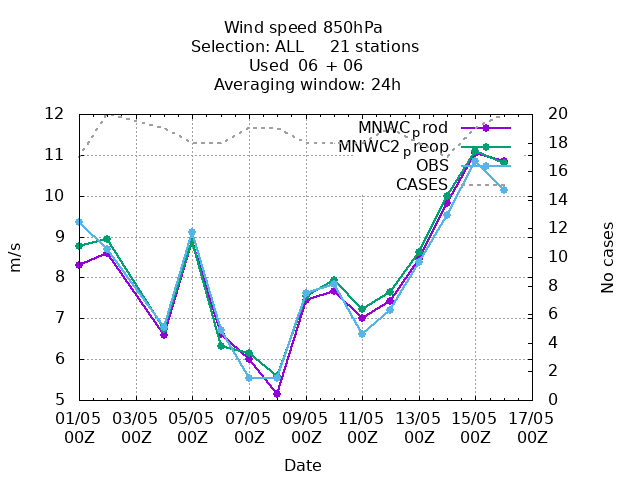 Wind speed 850hPa
Selection: ALL 21 stations
Used 06 + 06
Averaging window: 24h
12
11
10
9
8
7
6
5
m/s
20
18
16
14
12
10
8
6
4
2
0
No cases
MNWCprod
MNWC2preop
OBS
CASES
01/05 03/05 05/05 07/05 09/05 11/05 13/05 15/05 17/05
00Z 00Z 00Z 00Z 00Z 00Z 00Z 00Z 00Z
Date